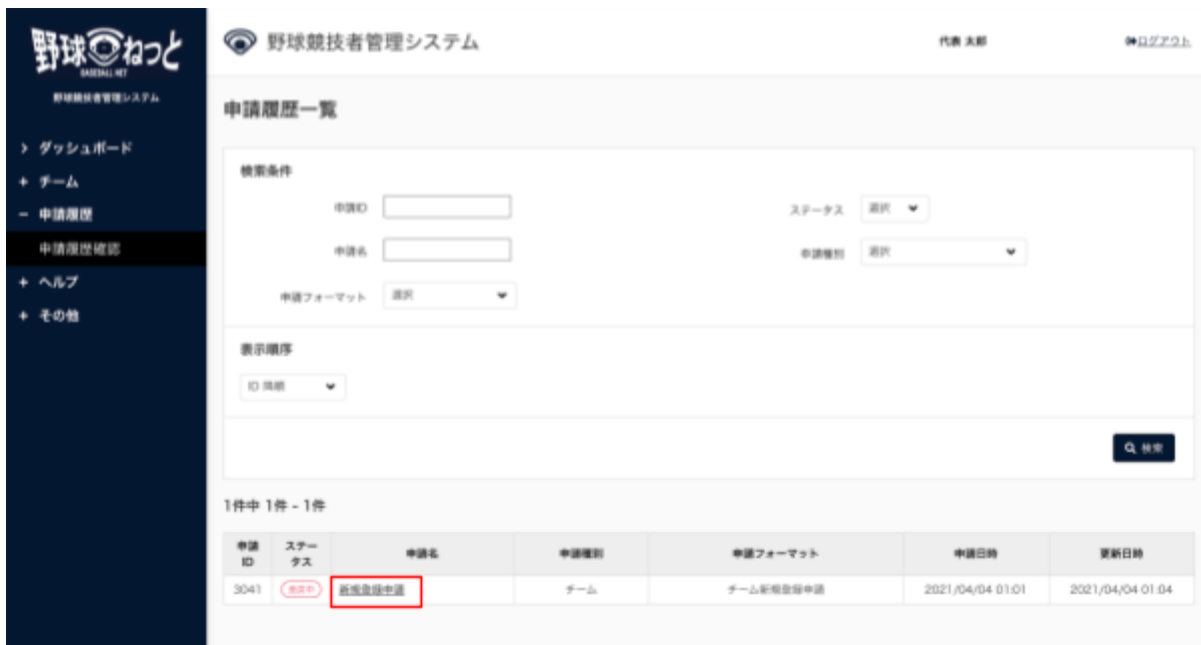 野球ねっと
BASEBALL NET
野球競技者管理システム
野球競技者管理システム
代表 太郎
ログアウト
申請履歴一覧
> ダッシュボード
+ チーム
− 申請履歴
申請履歴確認
+ ヘルプ
+ その他
検索条件
申請ID
ステータス 選択
申請名
申請種別 選択
申請フォーマット 選択
表示順序
ID 降順
検索
1件中 1件 - 1件
申請ID ステータス 申請名 申請種別 申請フォーマット 申請日時 更新日時
3041 新規登録申請 チーム チーム新規登録申請 2021/04/04 01:01 2021/04/04 01:04